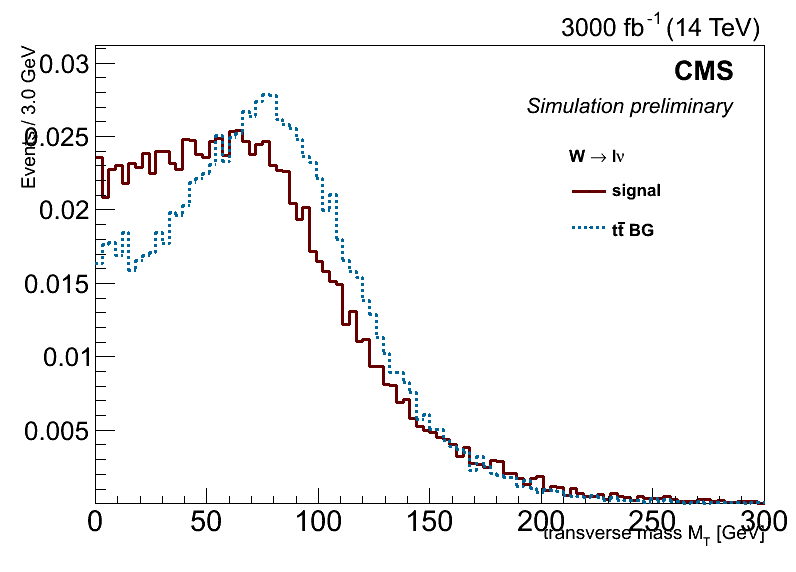 3000 fb⁻¹ (14 TeV)
Events / 3.0 GeV
CMS
Simulation preliminary
W → lν
signal
tt̄ BG
0.03
0.025
0.02
0.015
0.01
0.005
0 50 100 150 200 250 300
transverse mass M_T [GeV]